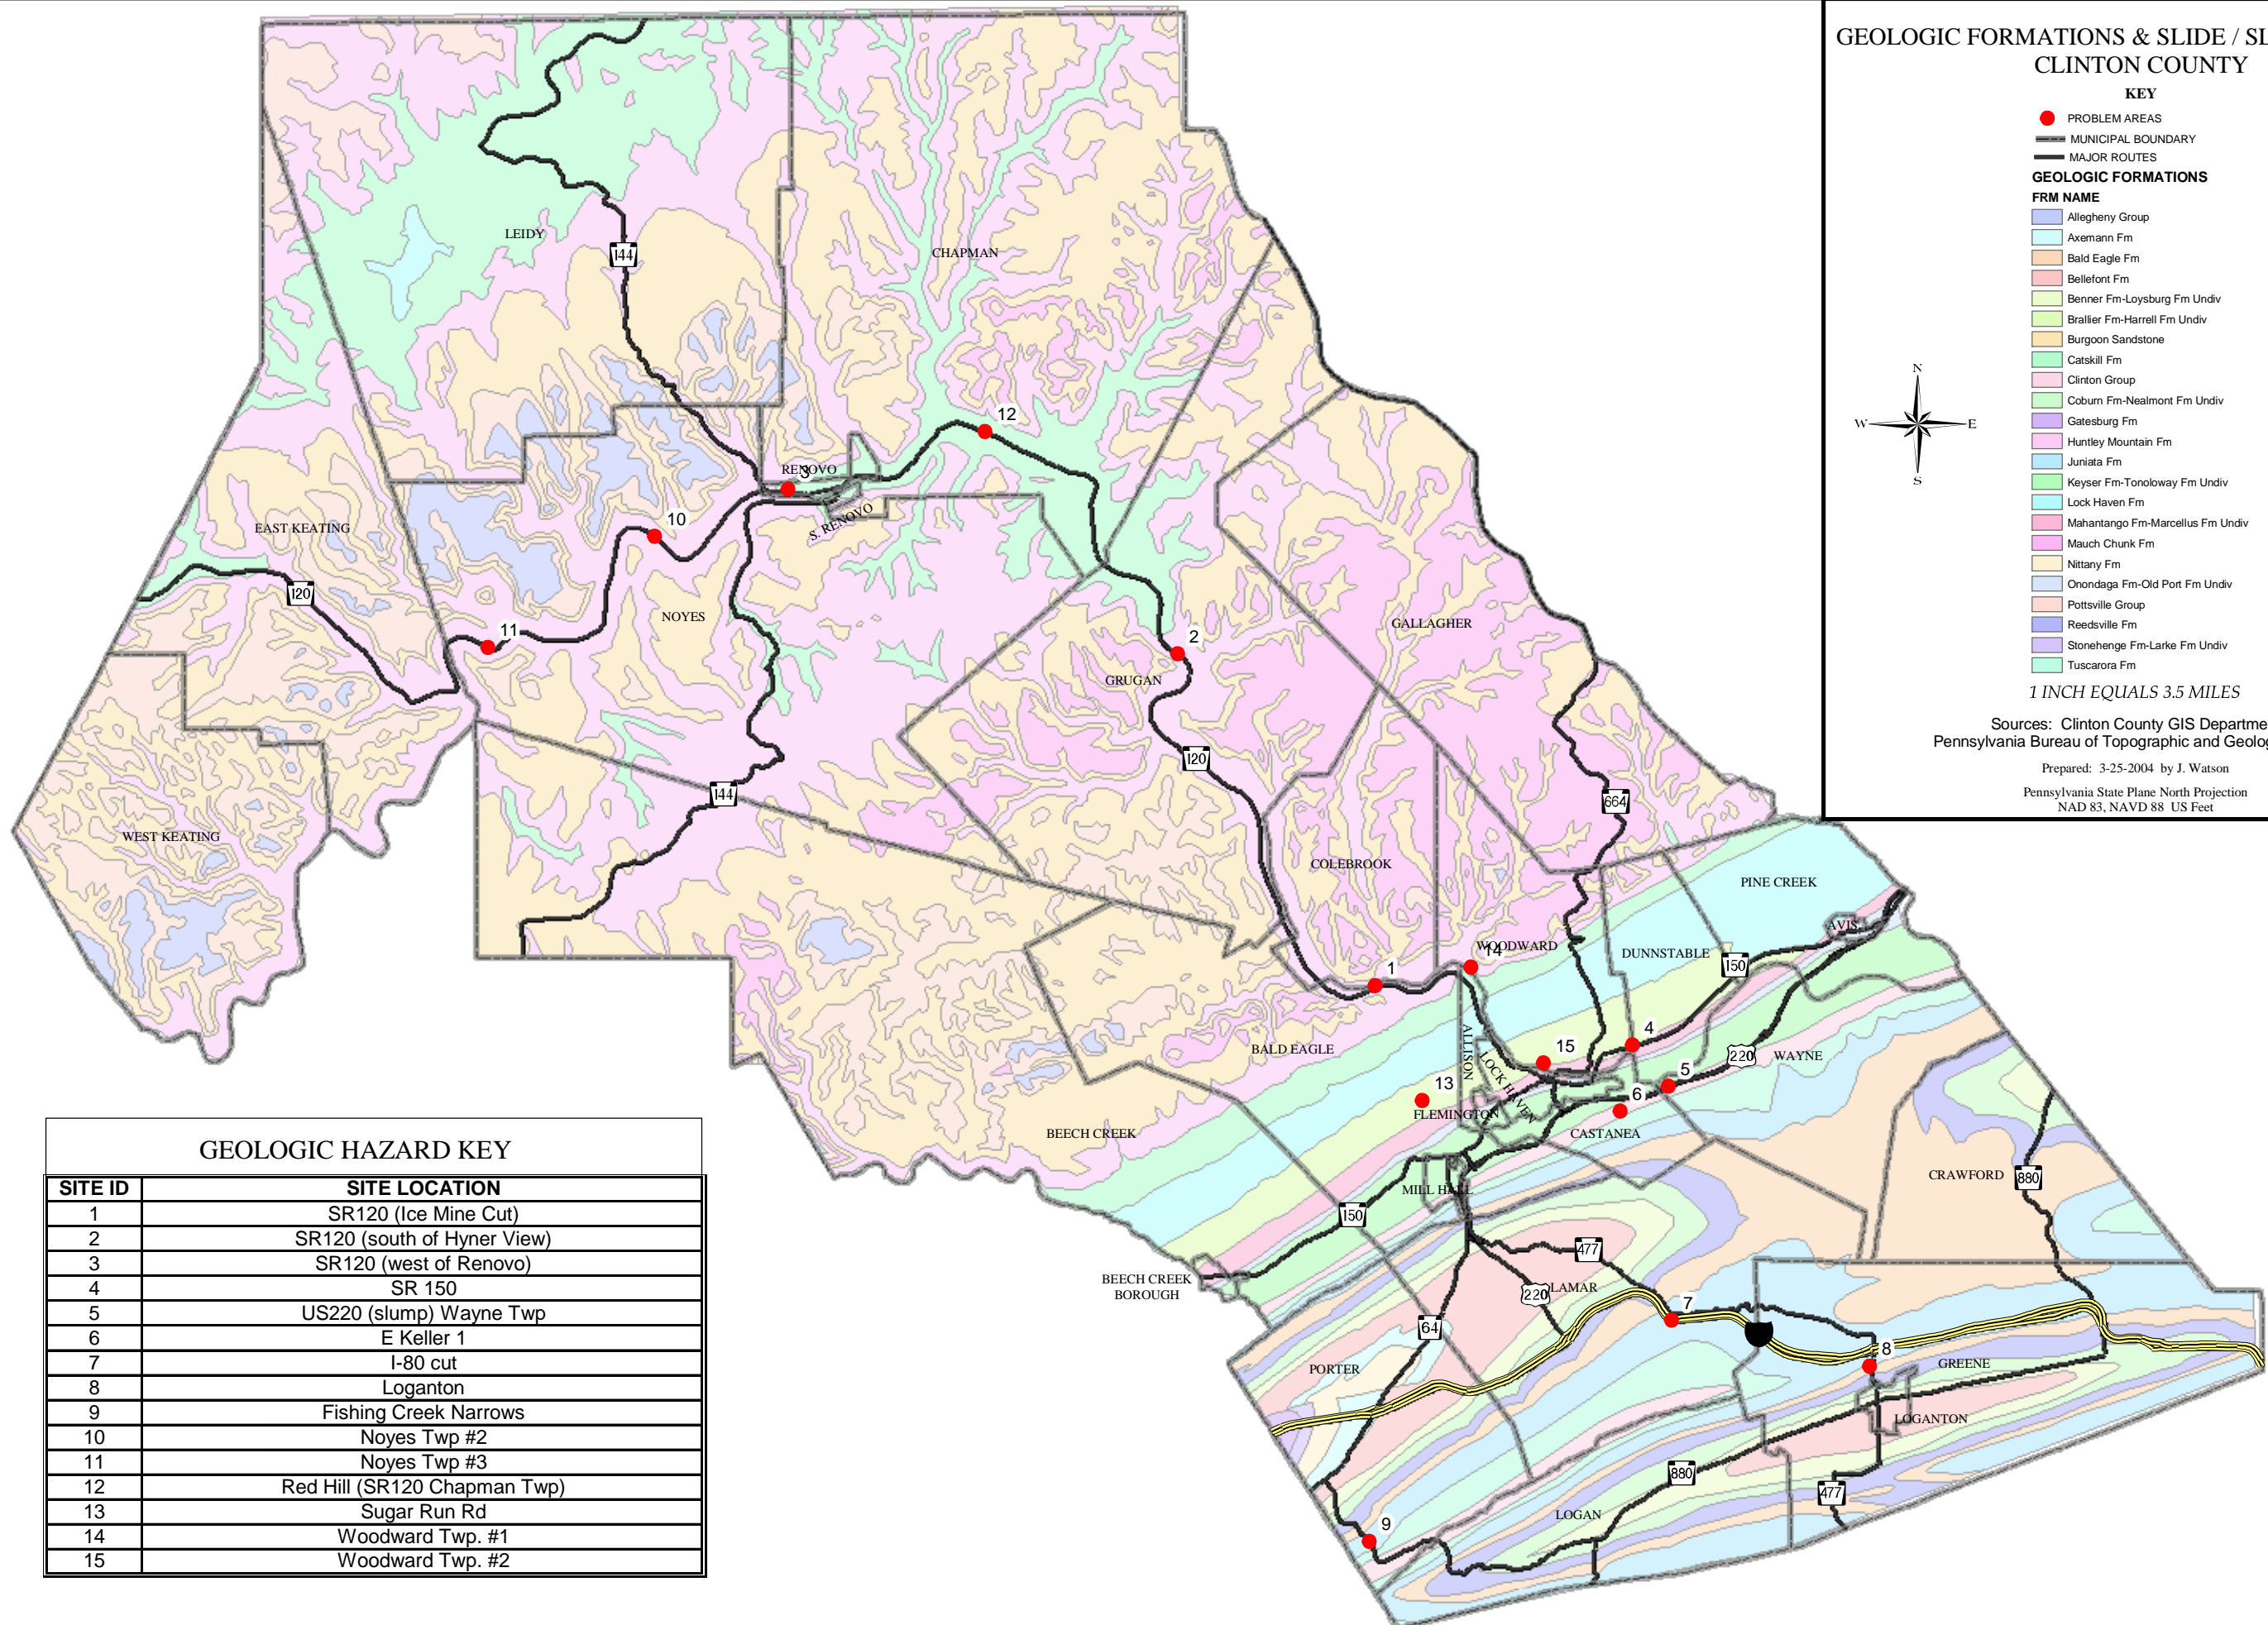 GEOLOGIC FORMATIONS & SLIDE / SL
CLINTON COUNTY
KEY
PROBLEM AREAS
MUNICIPAL BOUNDARY
MAJOR ROUTES
GEOLOGIC FORMATIONS
FRM NAME
Allegheny Group
Axemann Fm
Bald Eagle Fm
Bellefont Fm
Benner Fm-Loysburg Fm Undiv
Brallier Fm-Harrell Fm Undiv
Burgoon Sandstone
Catskill Fm
Clinton Group
Coburn Fm-Nealmont Fm Undiv
Gatesburg Fm
Huntley Mountain Fm
Juniata Fm
Keyser Fm-Tonoloway Fm Undiv
Lock Haven Fm
Mahantango Fm-Marcellus Fm Undiv
Mauch Chunk Fm
Nittany Fm
Onondaga Fm-Old Port Fm Undiv
Pottsville Group
Reedsville Fm
Stonehenge Fm-Larke Fm Undiv
Tuscarora Fm
1 INCH EQUALS 3.5 MILES
Sources: Clinton County GIS Departme
Pennsylvania Bureau of Topographic and Geolog
Prepared: 3-25-2004 by J. Watson
Pennsylvania State Plane North Projection
NAD 83, NAVD 88 US Feet
N
W E
S
LEIDY
144
CHAPMAN
12
RENOVO
3
S. RENOVO
10
EAST KEATING
120
11
NOYES
2
GRUGAN
GALLAGHER
120
144
664
WEST KEATING
COLEBROOK
PINE CREEK
AVIS
WOODWARD
14
DUNNSTABLE
150
1
BALD EAGLE
ALLISON
LOCK HAVEN
15
4
220
WAYNE
5
6
13
FLEMINGTON
CASTANEA
BEECH CREEK
MILL HALL
150
CRAWFORD
880
477
BEECH CREEK
BOROUGH
220
LAMAR
7
64
PORTER
8
GREENE
LOGANTON
880
477
LOGAN
9
GEOLOGIC HAZARD KEY
SITE ID SITE LOCATION
1 SR120 (Ice Mine Cut)
2 SR120 (south of Hyner View)
3 SR120 (west of Renovo)
4 SR 150
5 US220 (slump) Wayne Twp
6 E Keller 1
7 I-80 cut
8 Loganton
9 Fishing Creek Narrows
10 Noyes Twp #2
11 Noyes Twp #3
12 Red Hill (SR120 Chapman Twp)
13 Sugar Run Rd
14 Woodward Twp. #1
15 Woodward Twp. #2